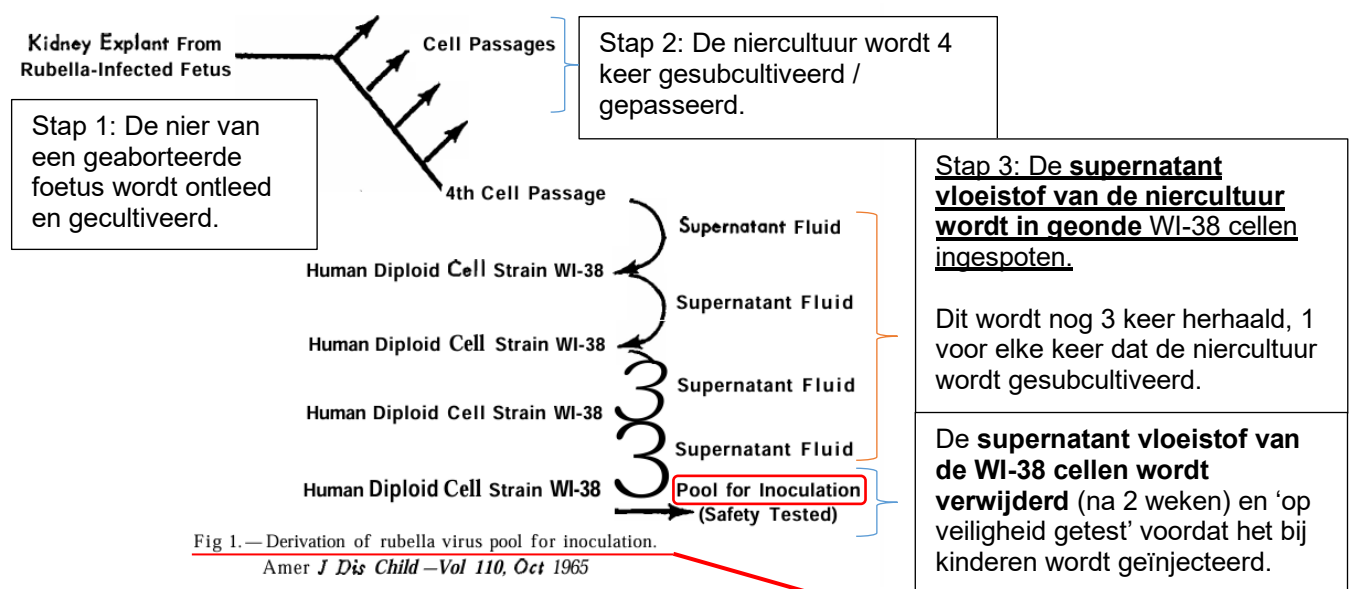 Kidney Explant From
Rubella-Infected Fetus
Cell Passages
Stap 2: De niercultuur wordt 4
keer gesubcultiveerd /
gepasseerd.
Stap 1: De nier van
een geaborteerde
foetus wordt ontleed
en gecultiveerd.
4th Cell Passage
Supernatant Fluid
Human Diploid Cell Strain WI-38
Supernatant Fluid
Human Diploid Cell Strain WI-38
Supernatant Fluid
Human Diploid Cell Strain WI-38
Supernatant Fluid
Human Diploid Cell Strain WI-38
Pool for Inoculation
(Safety Tested)
Stap 3: De supernatant
vloeistof van de niercultuur
wordt in geonde WI-38 cellen
ingespoten.
Dit wordt nog 3 keer herhaald, 1
voor elke keer dat de niercultuur
wordt gesubcultiveerd.
De supernatant vloeistof van
de WI-38 cellen wordt
verwijderd (na 2 weken) en ‘op
veiligheid getest’ voordat het bij
kinderen wordt geïnjecteerd.
Fig 1.—Derivation of rubella virus pool for inoculation.
Amer J Dis Child—Vol 110, Oct 1965